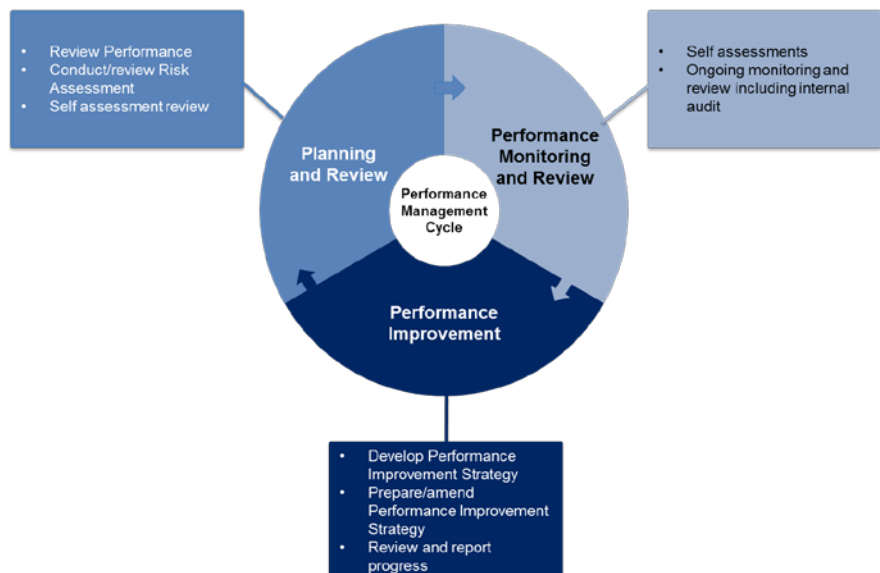 • Review Performance
• Conduct/review Risk
Assessment
• Self assessment review
• Self assessments
• Ongoing monitoring and
review including internal
audit
Planning
and Review
Performance
Monitoring
and Review
Performance
Management
Cycle
Performance
Improvement
• Develop Performance
Improvement Strategy
• Prepare/amend
Performance Improvement
Strategy
• Review and report
progress